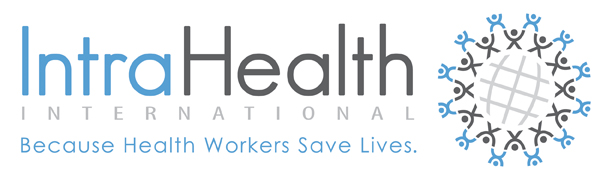 IntraHealth
INTERNATIONAL
Because Health Workers Save Lives.